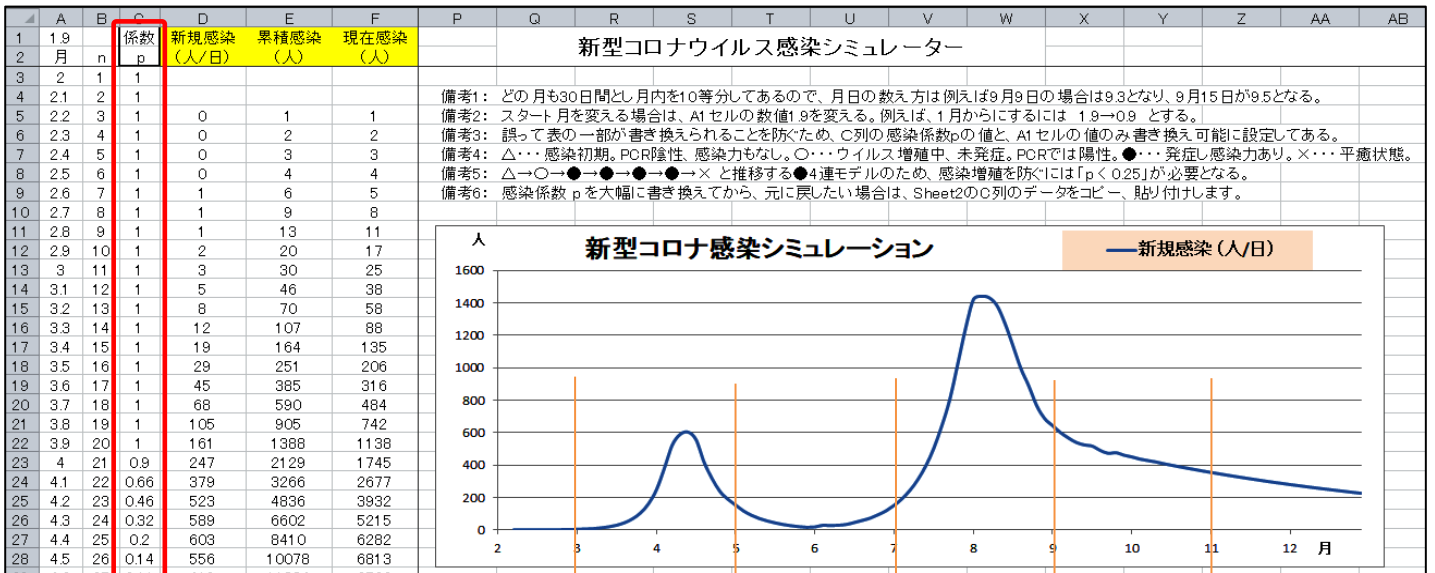 A B C D E F P Q R S T U V W X Y Z AA AB
1 1.9 係数 新規感染 累積感染 現在感染
2 月 n p (人/日) (人) (人)
新型コロナウイルス感染シミュレーター
3 2 1 1
4 2.1 2 1
5 2.2 3 1 0 1 1
6 2.3 4 1 0 2 2
7 2.4 5 1 0 3 3
8 2.5 6 1 0 4 4
9 2.6 7 1 1 6 5
10 2.7 8 1 1 9 8
11 2.8 9 1 1 13 11
12 2.9 10 1 2 20 17
13 3 11 1 3 30 25
14 3.1 12 1 5 46 38
15 3.2 13 1 8 70 58
16 3.3 14 1 12 107 88
17 3.4 15 1 19 164 135
18 3.5 16 1 29 251 206
19 3.6 17 1 45 385 316
20 3.7 18 1 68 590 484
21 3.8 19 1 105 905 742
22 3.9 20 1 161 1388 1138
23 4 21 0.9 247 2129 1745
24 4.1 22 0.66 379 3266 2677
25 4.2 23 0.46 523 4836 3932
26 4.3 24 0.32 589 6602 5215
27 4.4 25 0.2 603 8410 6282
28 4.5 26 0.14 556 10078 6813
備考1: どの月も30日間とし月内を10等分してあるので、月日の数え方は例えば9月9日の場合は9.3となり、9月15日が9.5となる。
備考2: スタート月を変える場合は、A1セルの数値1.9を変える。例えば、1月からにするには 1.9→0.9 とする。
備考3: 誤って表の一部が書き換えられることを防ぐため、C列の感染係数pの値と、A1セルの値のみ書き換え可能に設定してある。
備考4: △・・・感染初期。PCR陰性、感染力もなし。○・・・ウイルス増殖中、未発症。PCRでは陽性。●・・・発症し感染力あり。×・・・平癒状態。
備考5: △→○→●→●→●→●→× と推移する●4連モデルのため、感染増殖を防ぐには「p < 0.25」が必要となる。
備考6: 感染係数 p を大幅に書き換えてから、元に戻したい場合は、Sheet2のC列のデータをコピー、貼り付けします。
人
新型コロナ感染シミュレーション
新規感染 (人/日)
1600
1400
1200
1000
800
600
400
200
0
2 3 4 5 6 7 8 9 10 11 12 月